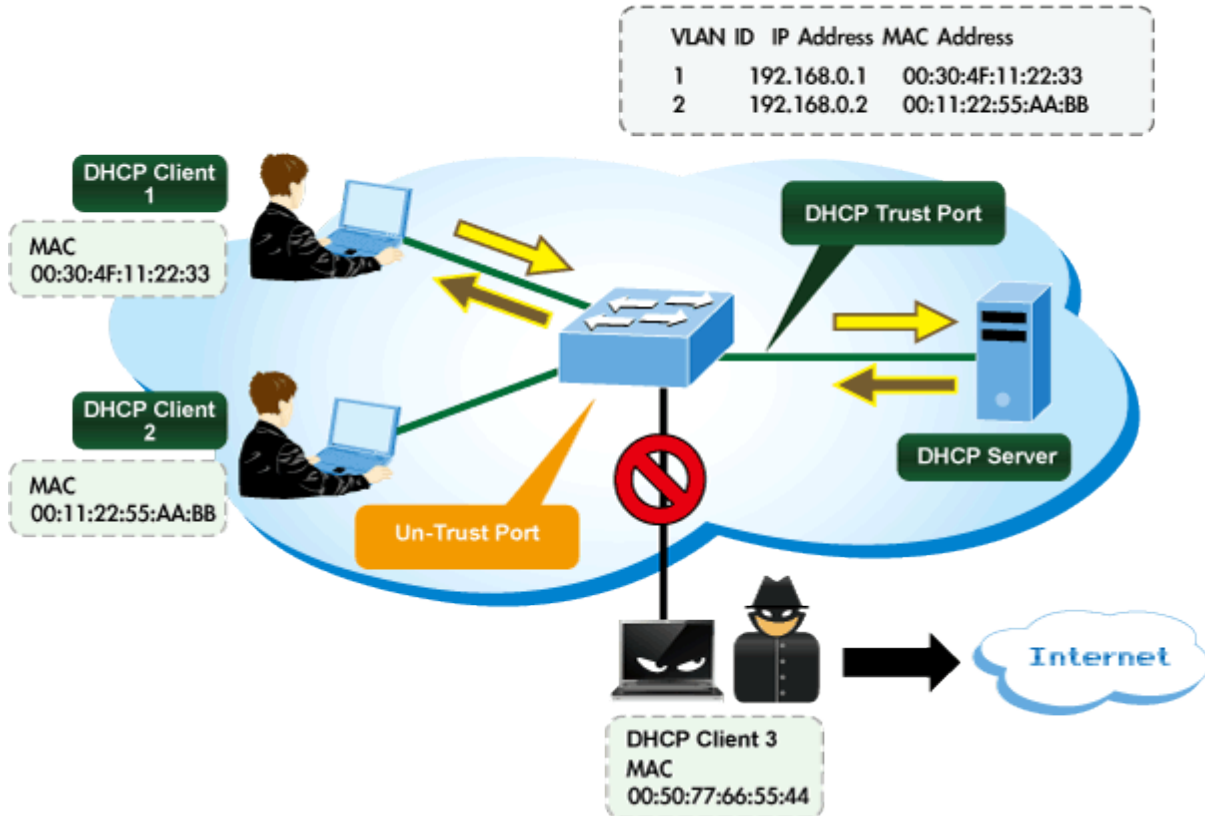 VLAN ID IP Address MAC Address
1 192.168.0.1 00:30:4F:11:22:33
2 192.168.0.2 00:11:22:55:AA:BB
DHCP Client
1
MAC
00:30:4F:11:22:33
DHCP Trust Port
DHCP Client
2
MAC
00:11:22:55:AA:BB
DHCP Server
Un-Trust Port
Internet
DHCP Client 3
MAC
00:50:77:66:55:44